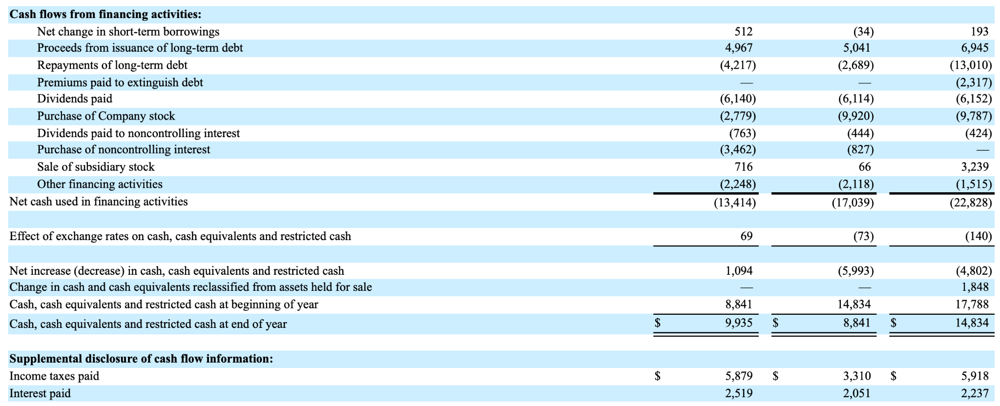 Cash flows from financing activities:
Net change in short-term borrowings 512 (34) 193
Proceeds from issuance of long-term debt 4,967 5,041 6,945
Repayments of long-term debt (4,217) (2,689) (13,010)
Premiums paid to extinguish debt — — (2,317)
Dividends paid (6,140) (6,114) (6,152)
Purchase of Company stock (2,779) (9,920) (9,787)
Dividends paid to noncontrolling interest (763) (444) (424)
Purchase of noncontrolling interest (3,462) (827) —
Sale of subsidiary stock 716 66 3,239
Other financing activities (2,248) (2,118) (1,515)
Net cash used in financing activities (13,414) (17,039) (22,828)
Effect of exchange rates on cash, cash equivalents and restricted cash 69 (73) (140)
Net increase (decrease) in cash, cash equivalents and restricted cash 1,094 (5,993) (4,802)
Change in cash and cash equivalents reclassified from assets held for sale — — 1,848
Cash, cash equivalents and restricted cash at beginning of year 8,841 14,834 17,788
Cash, cash equivalents and restricted cash at end of year $ 9,935 $ 8,841 $ 14,834
Supplemental disclosure of cash flow information:
Income taxes paid $ 5,879 $ 3,310 $ 5,918
Interest paid 2,519 2,051 2,237